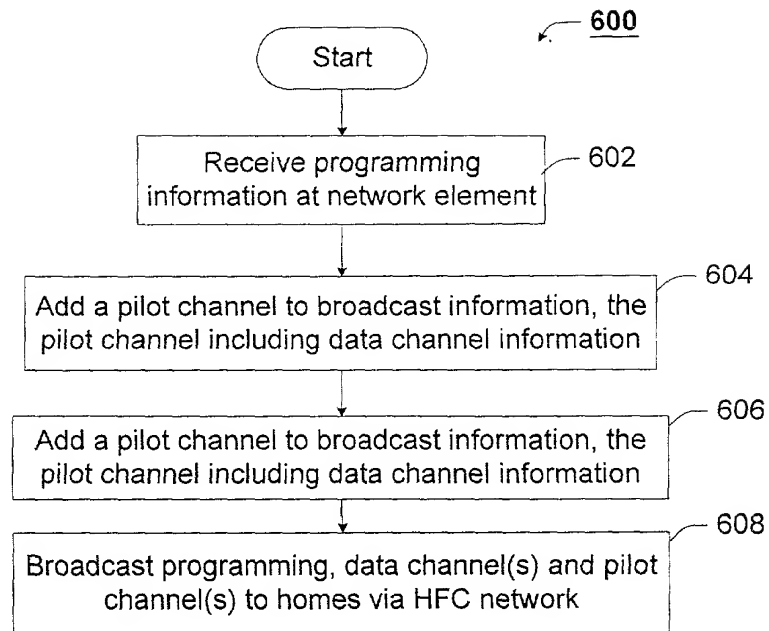 600
Start
Receive programming
information at network element
602
Add a pilot channel to broadcast information, the
pilot channel including data channel information
604
Add a pilot channel to broadcast information, the
pilot channel including data channel information
606
Broadcast programming, data channel(s) and pilot
channel(s) to homes via HFC network
608